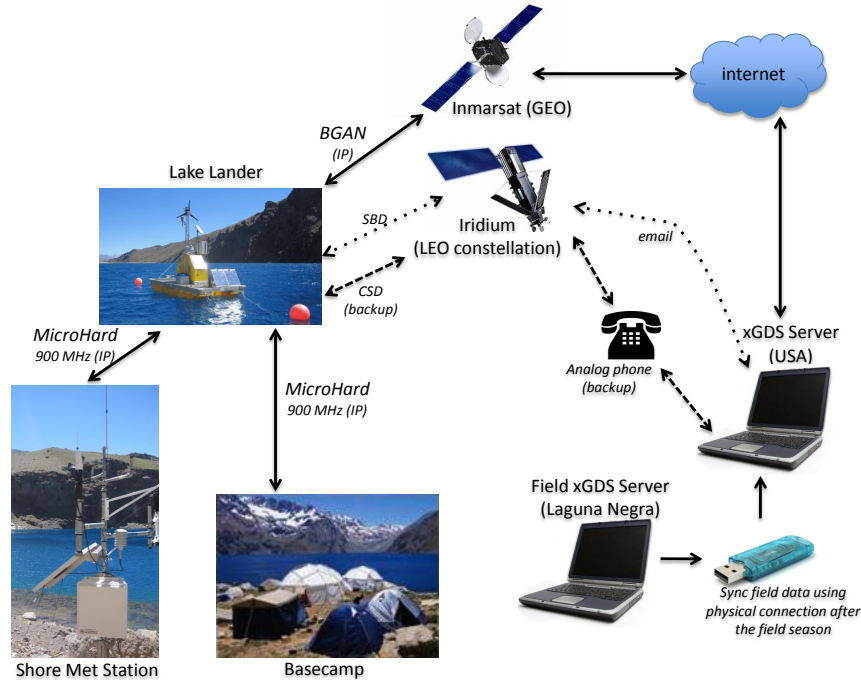 internet
Inmarsat (GEO)
BGAN
(IP)
Lake Lander
SBD
Iridium
(LEO constellation)
email
CSD
(backup)
MicroHard
900 MHz (IP)
xGDS Server
(USA)
Analog phone
(backup)
MicroHard
900 MHz (IP)
Field xGDS Server
(Laguna Negra)
Sync field data using
physical connection after
the field season
Shore Met Station
Basecamp